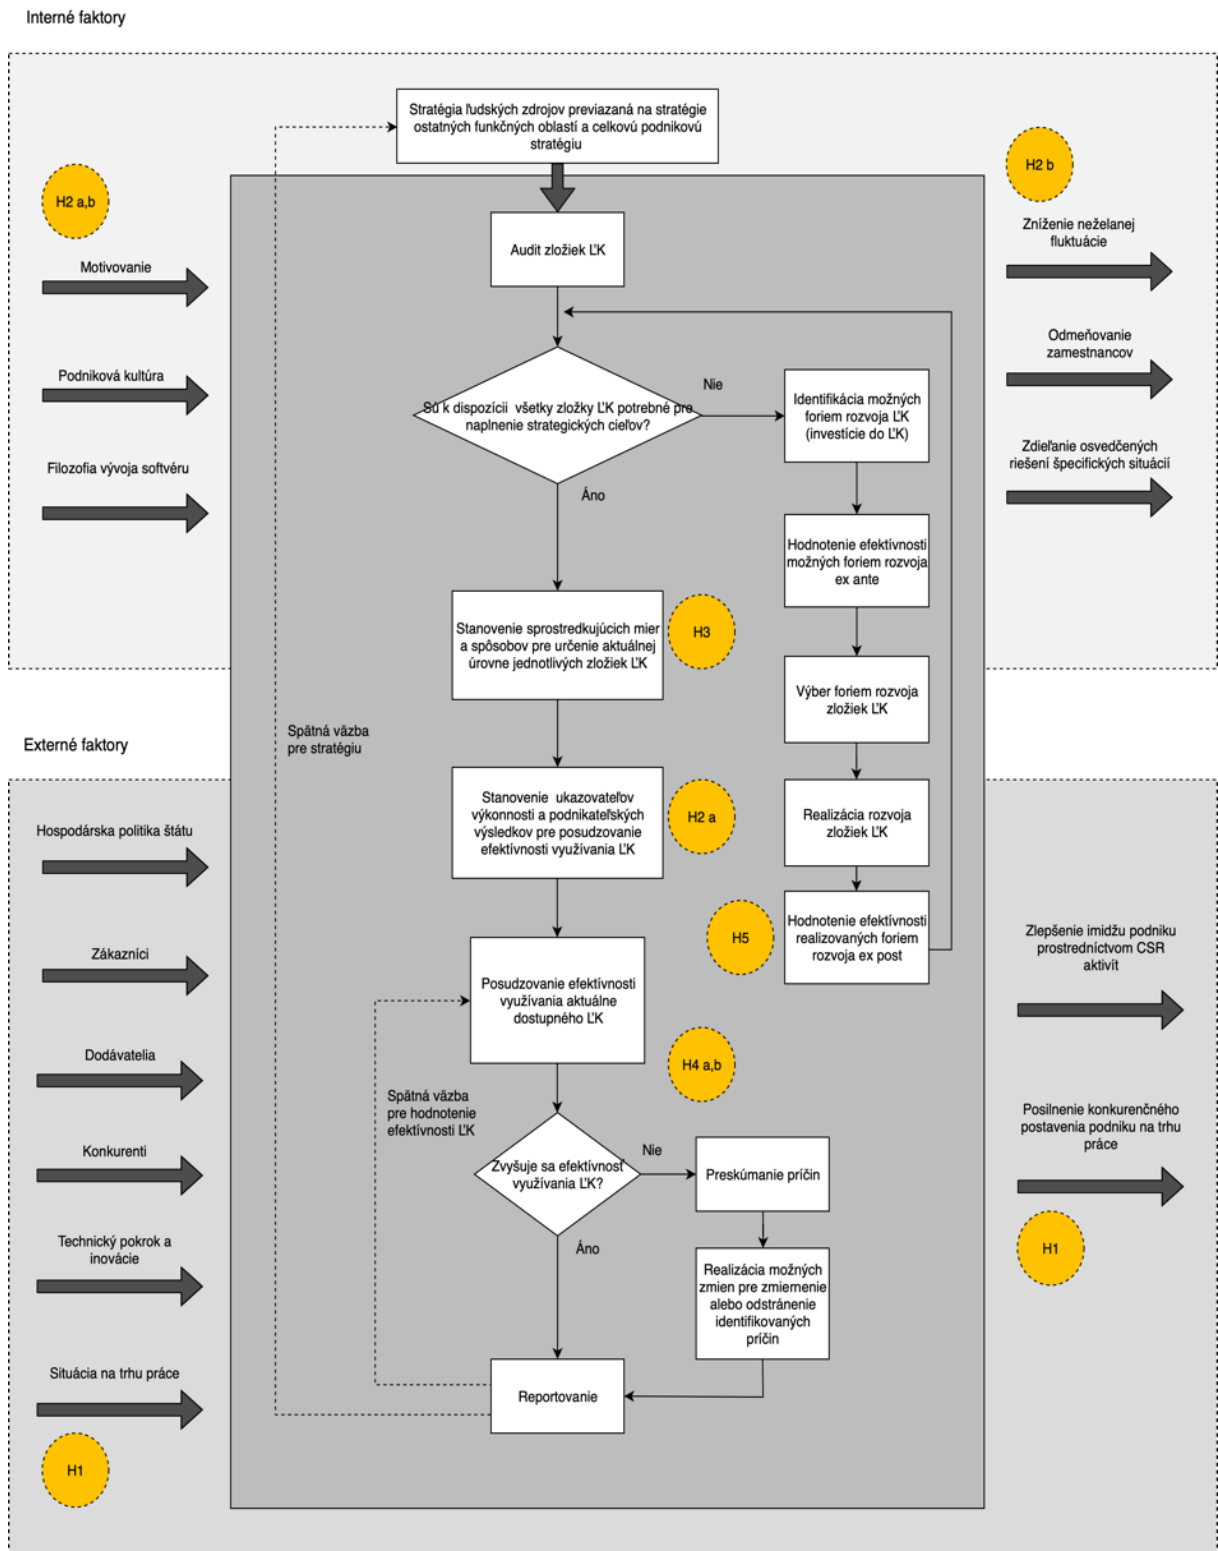 Interné faktory
Stratégia ľudských zdrojov previazaná na stratégie
ostatných funkčných oblastí a celkovú podnikovú
stratégiu
H2 a,b
Motivovanie
Podniková kultúra
Filozofia vývoja softvéru
H2 b
Zníženie neželanej
fluktuácie
Odmeňovanie
zamestnancov
Zdieľanie osvedčených
riešení špecifických situácií
Audit zložiek ĽK
Sú k dispozícii všetky zložky ĽK potrebné pre
naplnenie strategických cieľov?
Nie
Áno
Identifikácia možných
foriem rozvoja ĽK
(investície do ĽK)
Hodnotenie efektívnosti
možných foriem rozvoja
ex ante
Výber foriem rozvoja
zložiek ĽK
Realizácia rozvoja
zložiek ĽK
Hodnotenie efektívnosti
realizovaných foriem
rozvoja ex post
H5
Stanovenie sprostredkujúcich mier
a spôsobov pre určenie aktuálnej
úrovne jednotlivých zložiek ĽK
H3
Spätná väzba
pre stratégiu
Stanovenie ukazovateľov
výkonnosti a podnikateľských
výsledkov pre posudzovanie
efektívnosti využívania ĽK
H2 a
Posudzovanie efektívnosti
využívania aktuálne
dostupného ĽK
H4 a,b
Spätná väzba
pre hodnotenie
efektívnosti ĽK
Zvyšuje sa efektívnosť
využívania ĽK?
Nie
Áno
Preskúmanie príčin
Realizácia možných
zmien pre zmiernenie
alebo odstránenie
identifikovaných
príčin
Reportovanie
Externé faktory
Hospodárska politika štátu
Zákazníci
Dodávatelia
Konkurenti
Technický pokrok a
inovácie
Situácia na trhu práce
H1
Zlepšenie imidžu podniku
prostredníctvom CSR
aktivít
Posilnenie konkurenčného
postavenia podniku na trhu
práce
H1